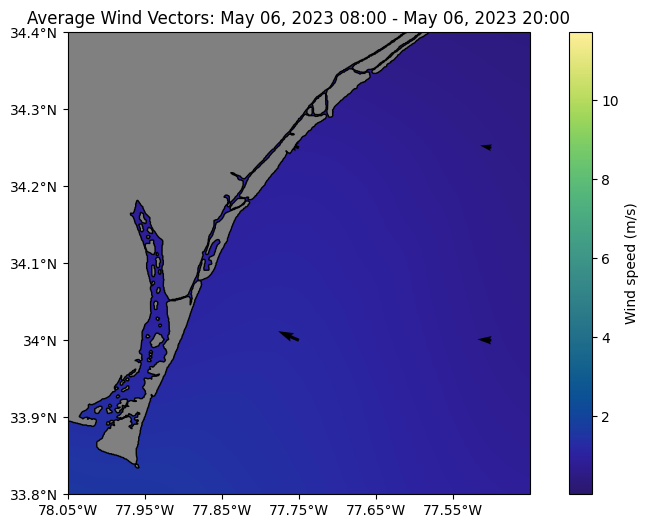 Average Wind Vectors: May 06, 2023 08:00 - May 06, 2023 20:00
34.4°N
34.3°N
34.2°N
34.1°N
34°N
33.9°N
33.8°N
78.05°W
77.95°W
77.85°W
77.75°W
77.65°W
77.55°W
10
8
6
4
2
Wind speed (m/s)